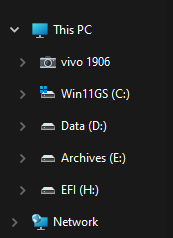 This PC
vivo 1906
Win11GS (C:)
Data (D:)
Archives (E:)
EFI (H:)
Network